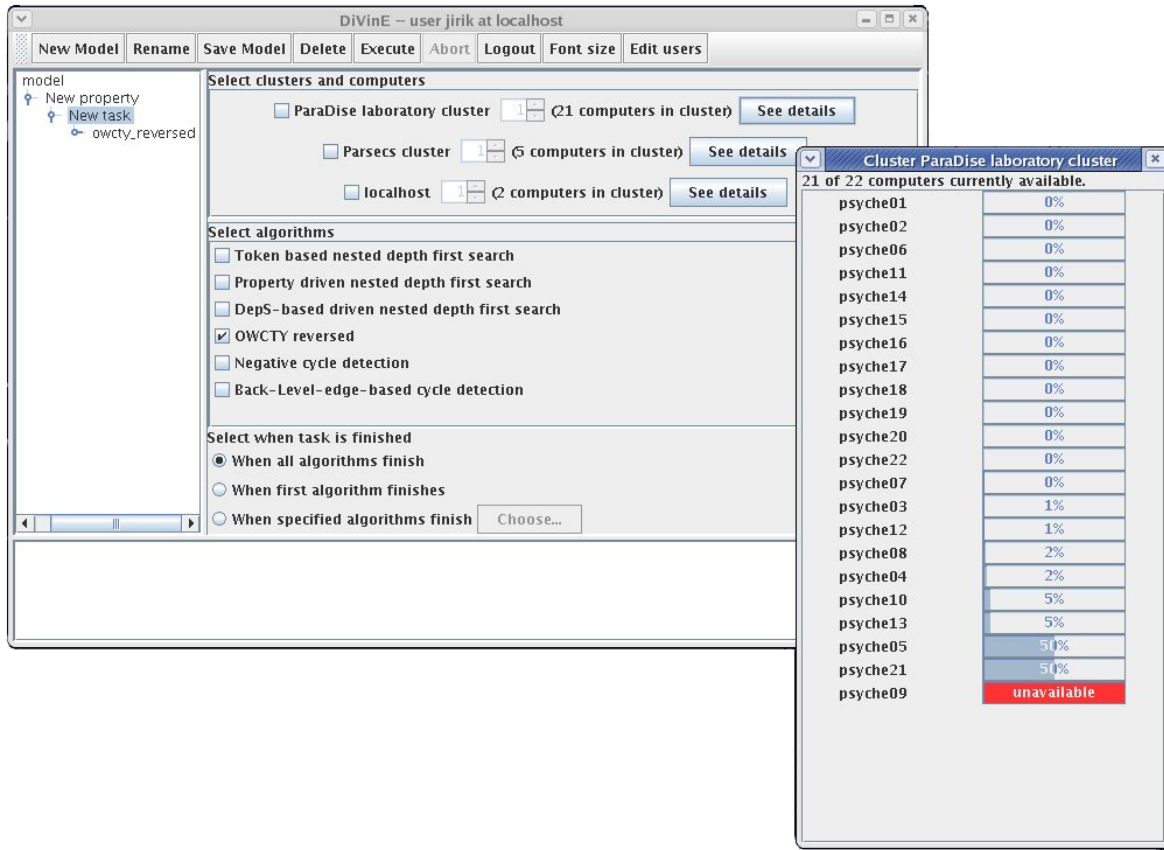 DiVinE -- user jirik at localhost
New Model Rename Save Model Delete Execute Abort Logout Font size Edit users
model
New property
New task
owcty_reversed
Select clusters and computers
ParaDise laboratory cluster 1 (21 computers in cluster) See details
Parsecs cluster 1 (5 computers in cluster) See details
localhost 1 (2 computers in cluster) See details
Select algorithms
Token based nested depth first search
Property driven nested depth first search
DepS-based driven nested depth first search
OWCTY reversed
Negative cycle detection
Back-Level-edge-based cycle detection
Select when task is finished
When all algorithms finish
When first algorithm finishes
When specified algorithms finish Choose...
Cluster ParaDise laboratory cluster
21 of 22 computers currently available.
psyche01 0%
psyche02 0%
psyche06 0%
psyche11 0%
psyche14 0%
psyche15 0%
psyche16 0%
psyche17 0%
psyche18 0%
psyche19 0%
psyche20 0%
psyche22 0%
psyche07 0%
psyche03 1%
psyche12 1%
psyche08 2%
psyche04 2%
psyche10 5%
psyche13 5%
psyche05 50%
psyche21 50%
psyche09 unavailable